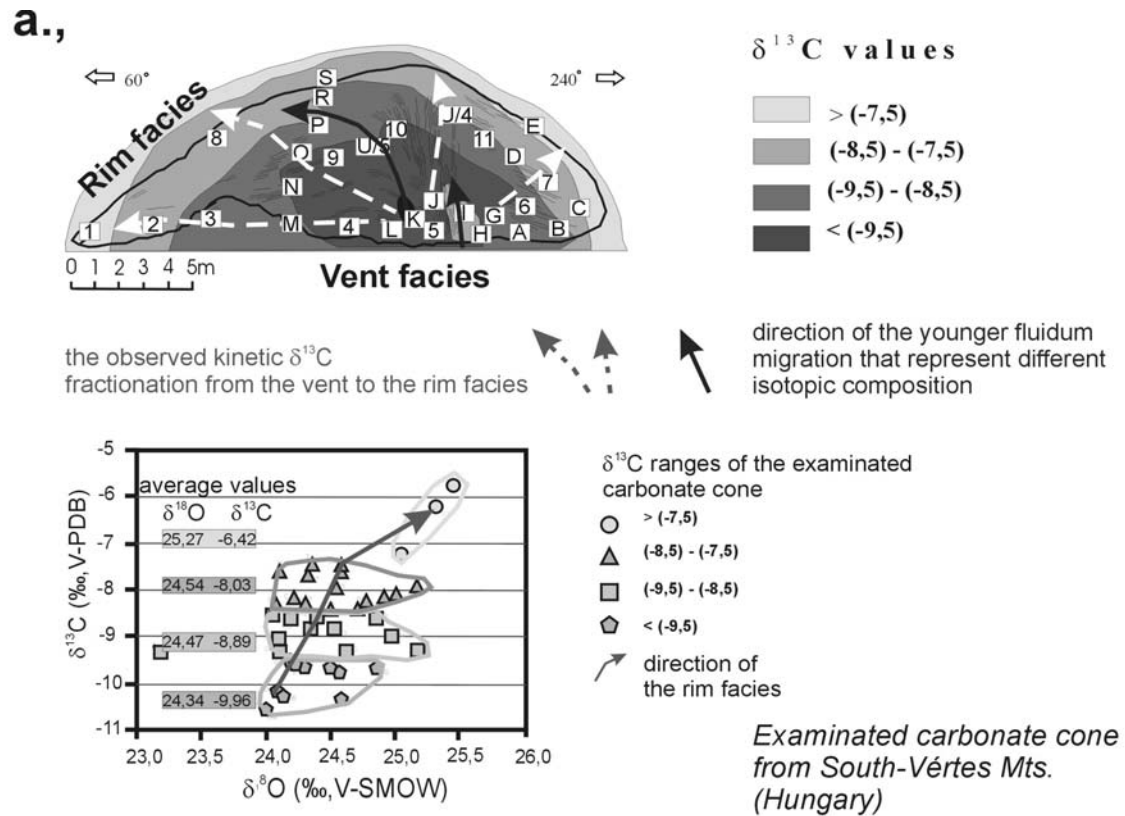 a.,
60°
240°
Rim facies
S
R
P
8
Q
9
U/5
10
J/4
11
E
D
7
N
J
I
G
6
C
1
2
3
M
4
L
K
5
H
A
B
0 1 2 3 4 5m
Vent facies
δ¹³C values
> (-7,5)
(-8,5) - (-7,5)
(-9,5) - (-8,5)
< (-9,5)
the observed kinetic δ¹³C
fractionation from the vent to the rim facies
direction of the younger fluidum
migration that represent different
isotopic composition
δ¹³C (‰,V-PDB)
-5
-6
-7
-8
-9
-10
-11
average values
δ¹⁸O δ¹³C
25,27 -6,42
24,54 -8,03
24,47 -8,89
24,34 -9,96
23,0 23,5 24,0 24,5 25,0 25,5 26,0
δ¹⁸O (‰,V-SMOW)
δ¹³C ranges of the examinated
carbonate cone
> (-7,5)
(-8,5) - (-7,5)
(-9,5) - (-8,5)
< (-9,5)
direction of
the rim facies
Examinated carbonate cone
from South-Vértes Mts.
(Hungary)